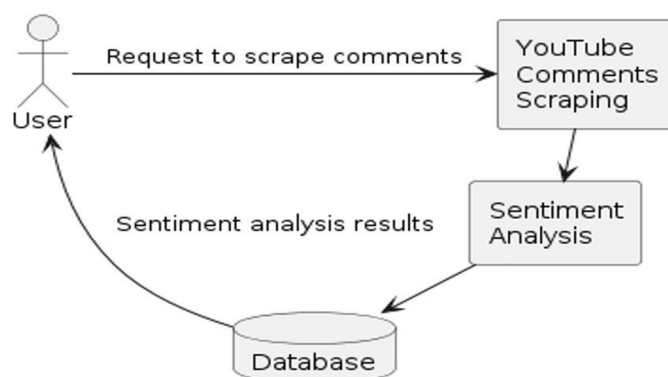 Request to scrape comments
YouTube
Comments
Scraping
User
Sentiment analysis results
Sentiment
Analysis
Database